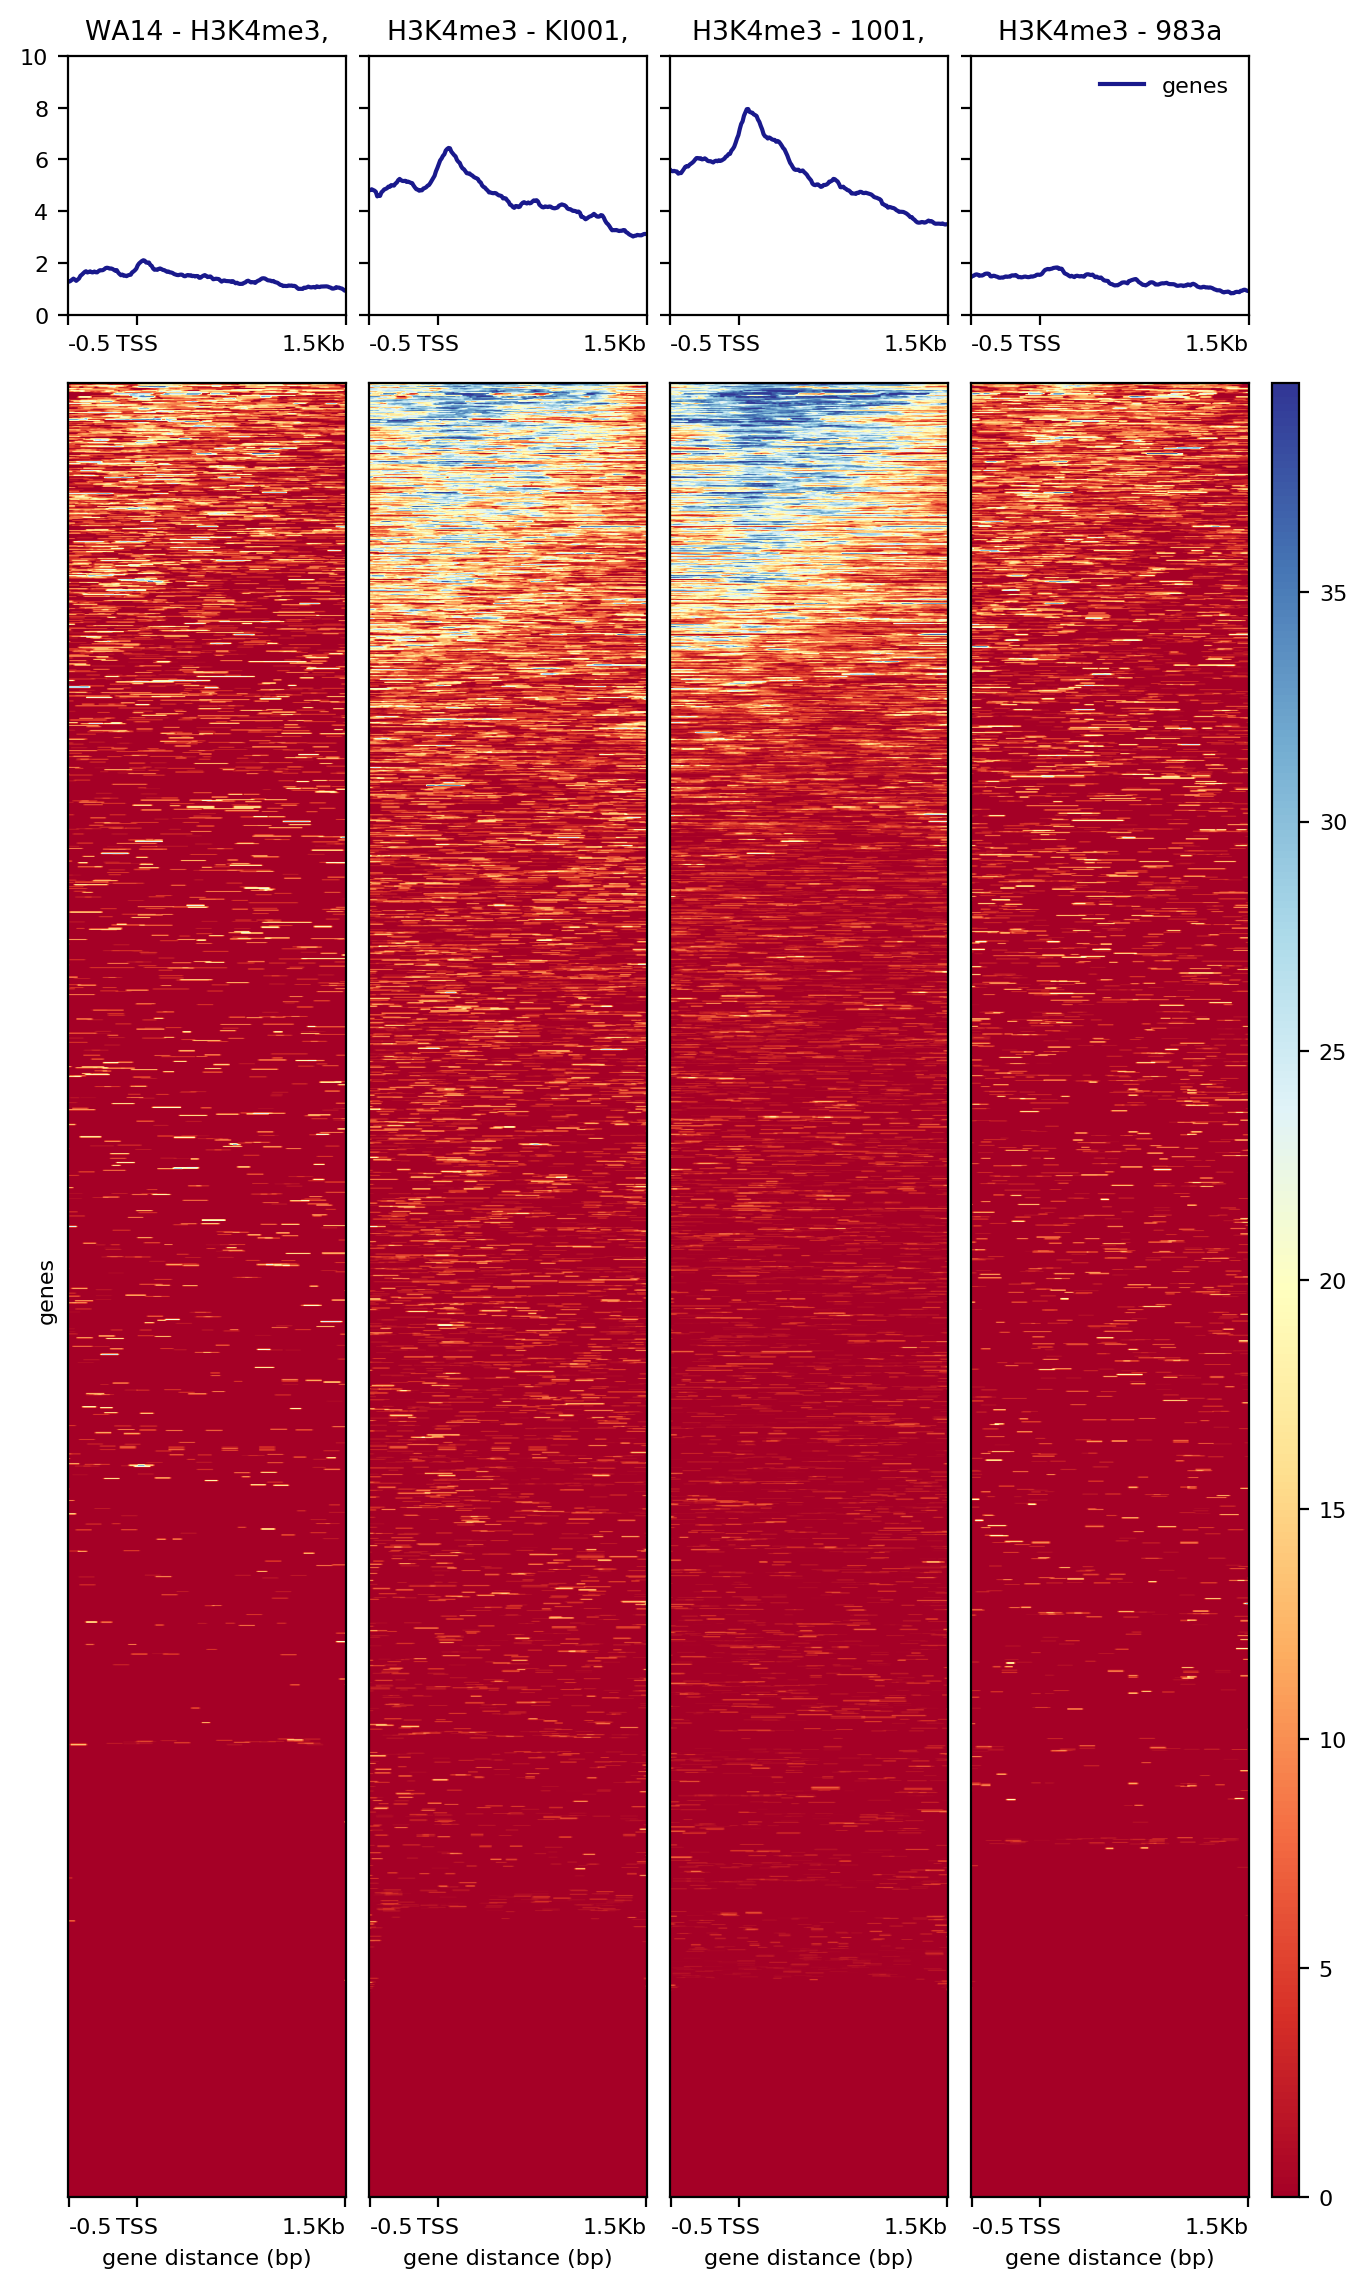 WA14 - H3K4me3, H3K4me3 - KI001, H3K4me3 - 1001, H3K4me3 - 983a
10
8
6
4
2
0
genes
-0.5 TSS 1.5Kb -0.5 TSS 1.5Kb -0.5 TSS 1.5Kb -0.5 TSS 1.5Kb
genes
35
30
25
20
15
10
5
0
-0.5 TSS 1.5Kb -0.5 TSS 1.5Kb -0.5 TSS 1.5Kb -0.5 TSS 1.5Kb
gene distance (bp) gene distance (bp) gene distance (bp) gene distance (bp)